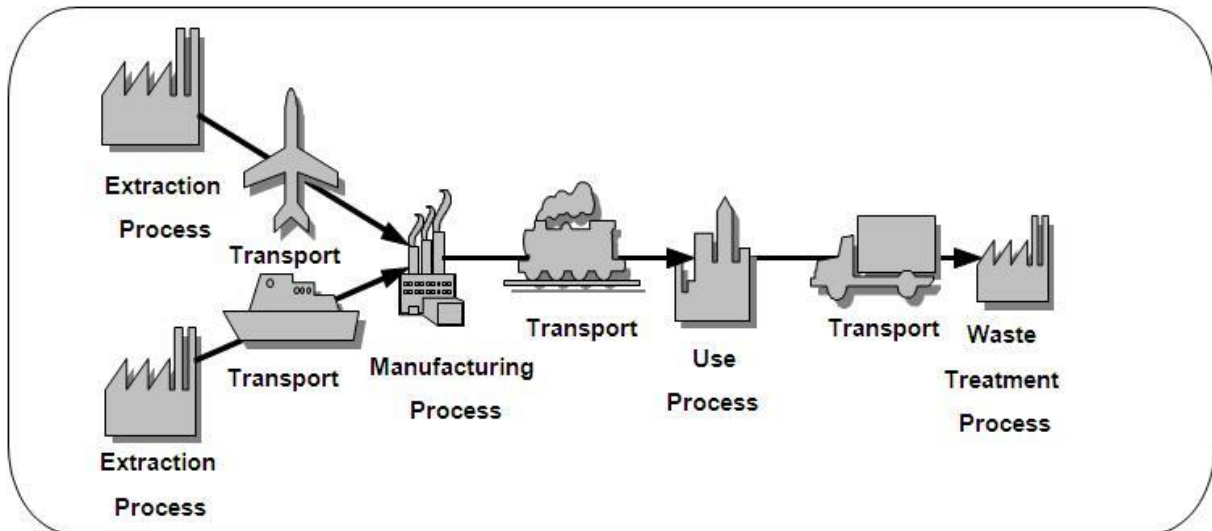 Extraction
Process
Transport
Transport
Extraction
Process
Manufacturing
Process
Transport
Use
Process
Transport
Waste
Treatment
Process